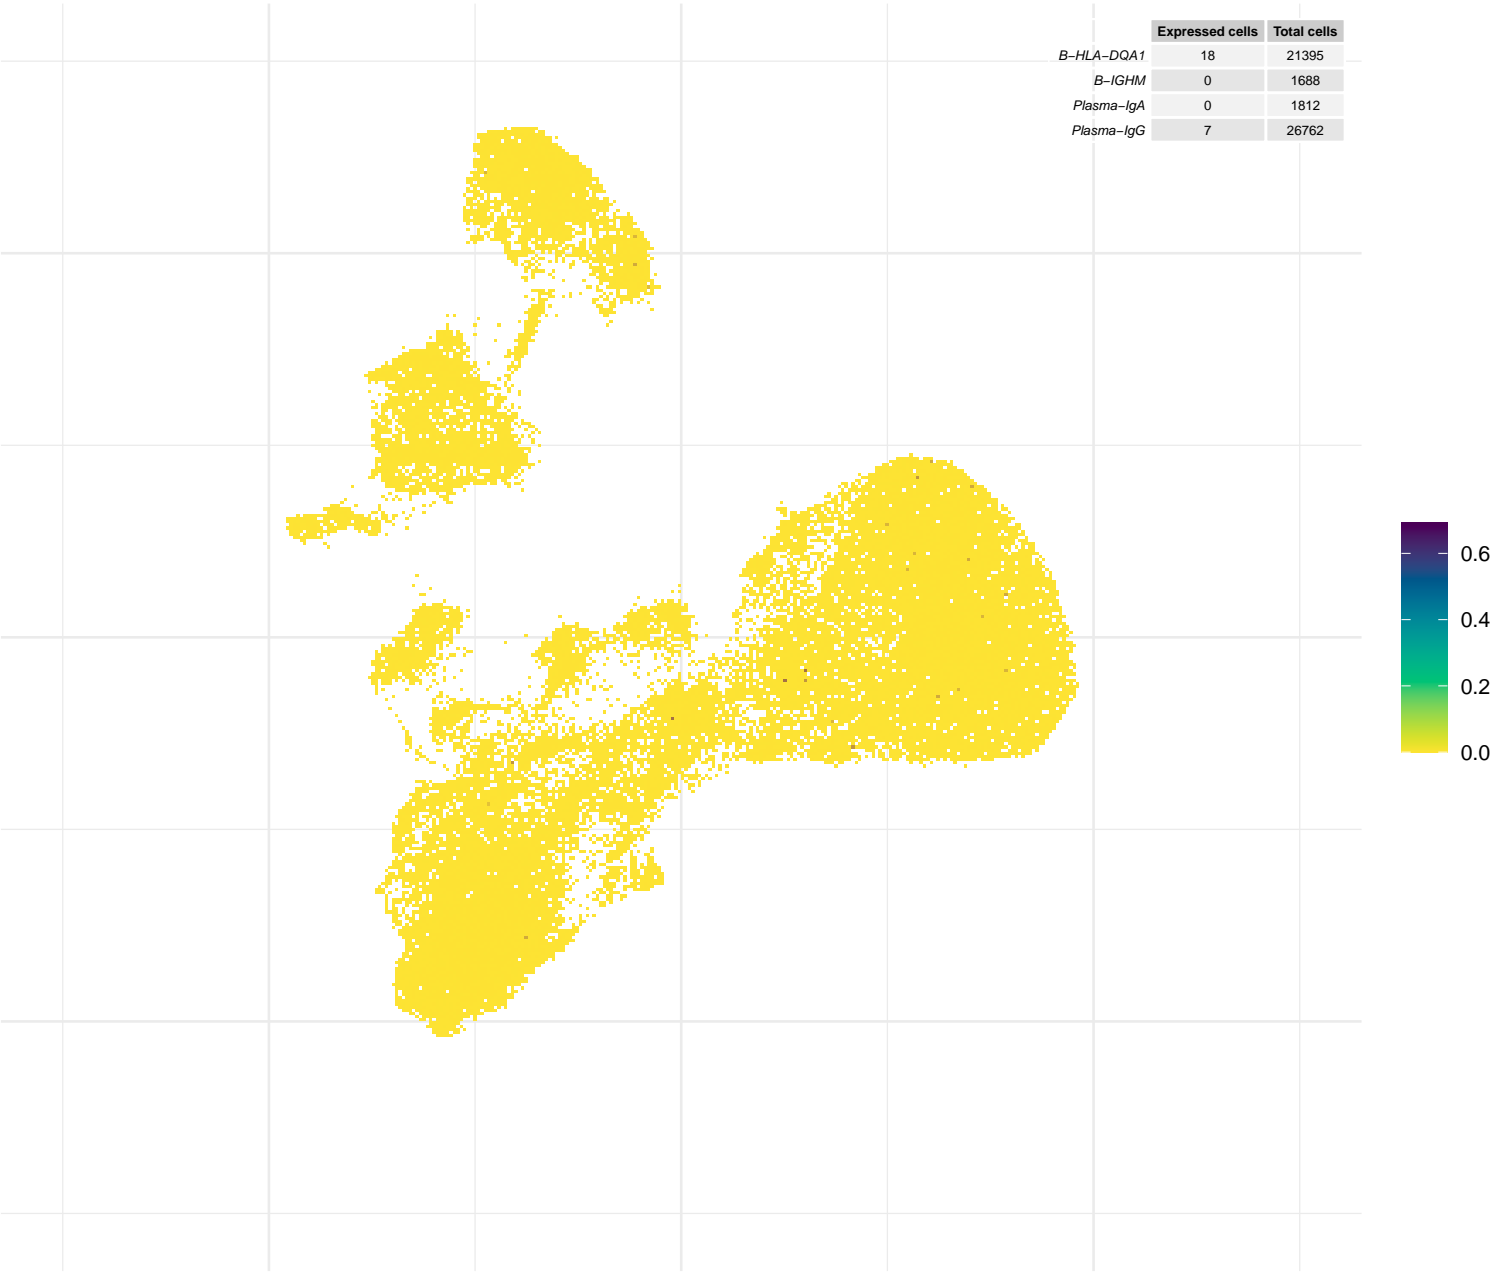 Expressed cells Total cells
B−HLA−DQA1 18 21395
B−IGHM 0 1688
Plasma−IgA 0 1812
Plasma−IgG 7 26762
0.6
0.4
0.2
0.0